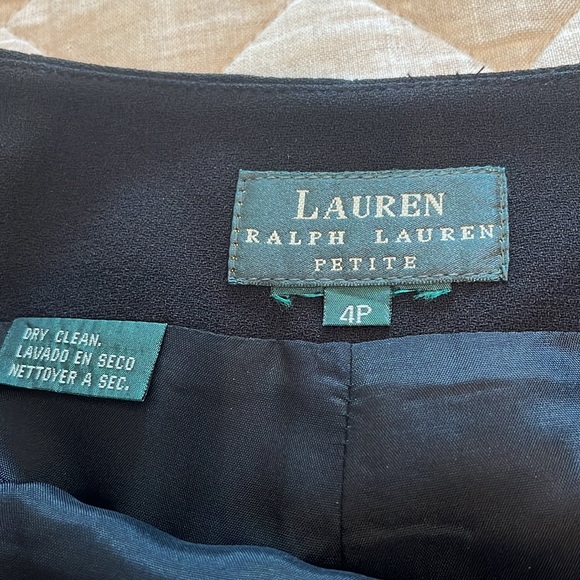 LAUREN
RALPH LAUREN
PETITE
4P
DRY CLEAN.
LAVADO EN SECO
NETTOYER A SEC.